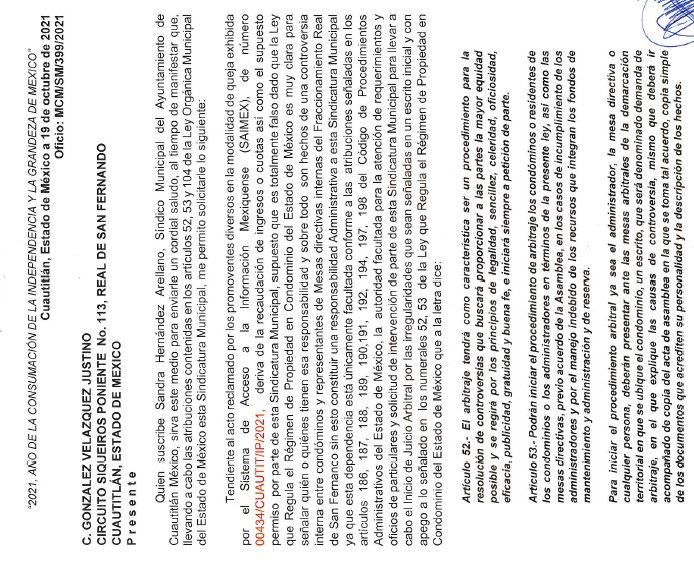 "2021, AÑO DE LA CONSUMACIÓN DE LA INDEPENDENCIA Y LA GRANDEZA DE MÉXICO"
Cuautitlán, Estado de México a 19 de octubre de 2021
Oficio: MCM/SM/399/2021
C. GONZALEZ VELAZQUEZ JUSTINO
CIRCUITO SIQUEIROS PONIENTE No. 113, REAL DE SAN FERNANDO
CUAUTITLÁN, ESTADO DE MEXICO
P r e s e n t e
Quien suscribe Sandra Hernández Arellano, Síndico Municipal del Ayuntamiento de
Cuautitlán México, sirva este medio para enviarle un cordial saludo, al tiempo de manifestar que,
llevando a cabo las atribuciones contenidas en los artículos 52, 53 y 104 de la Ley Orgánica Municipal
del Estado de México esta Sindicatura Municipal, me permito solicitarle lo siguiente:
Tendiente al acto reclamado por los promoventes diversos en la modalidad de queja exhibida
por el Sistema de Acceso a la Información Mexiquense (SAIMEX), de número
00434/CUAUTIT/IP/2021, deriva de la recaudación de ingresos o cuotas así como el supuesto
permiso por parte de esta Sindicatura Municipal, supuesto que es totalmente falso dado que la Ley
que Regula el Régimen de Propiedad en Condominio del Estado de México es muy clara para
señalar quién o quiénes tienen esa responsabilidad y sobre todo son hechos de una controversia
interna entre condóminos y representantes de Mesas directivas internas del Fraccionamiento Real
de San Fernanco sin esto constituir una responsabilidad Administrativa a esta Sindicatura Municipal
ya que esta dependencia está únicamente facultada conforme a las atribuciones señaladas en los
artículos 186, 187, 188, 189, 190,191, 192, 194, 197, 198 del Código de Procedimientos
Administrativos del Estado de México, la autoridad facultada para la atención de requerimientos y
oficios de particulares y solicitud de intervención de parte de esta Sindicatura Municipal para llevar a
cabo el Inicio de Juicio Arbitral por las irregularidades que sean señaladas en un escrito inicial y con
apego a lo señalado en los numerales 52, 53 de la Ley que Regula el Régimen de Propiedad en
Condominio del Estado de México que a la letra dice:
Artículo 52.- El arbitraje tendrá como característica ser un procedimiento para la
resolución de controversias que buscará proporcionar a las partes la mayor equidad
posible y se regirá por los principios de legalidad, sencillez, celeridad, oficiosidad,
eficacia, publicidad, gratuidad y buena fe, e iniciará siempre a petición de parte.
Artículo 53.- Podrán iniciar el procedimiento de arbitraje los condóminos o residentes de
los condominios o los administradores en términos de la presente ley, así como las
mesas directivas, previo acuerdo de la Asamblea, en los casos de incumplimiento de los
administradores y por el manejo indebido de los recursos que integran los fondos de
mantenimiento y administración y de reserva.
Para iniciar el procedimiento arbitral ya sea el administrador, la mesa directiva o
cualquier persona, deberán presentar ante las mesas arbitrales de la demarcación
territorial en que se ubique el condominio, un escrito, que será denominado demanda de
arbitraje, en el que explique las causas de controversia, mismo que deberá ir
acompañado de copia del acta de asamblea en la que se toma tal acuerdo, copia simple
de los documentos que acrediten su personalidad y la descripción de los hechos.